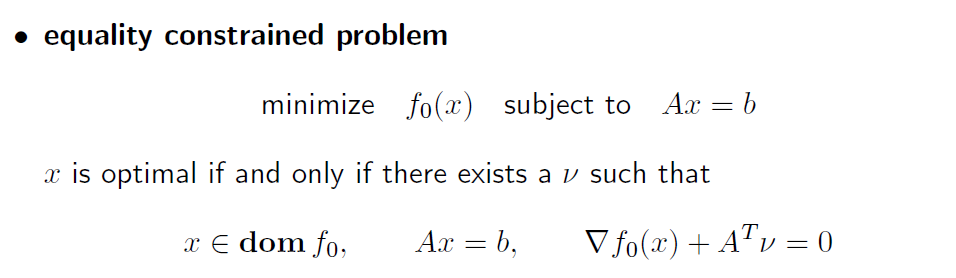 • equality constrained problem
minimize f₀(x) subject to Ax = b
x is optimal if and only if there exists a ν such that
x ∈ dom f₀, Ax = b, ∇f₀(x) + Aᵀν = 0